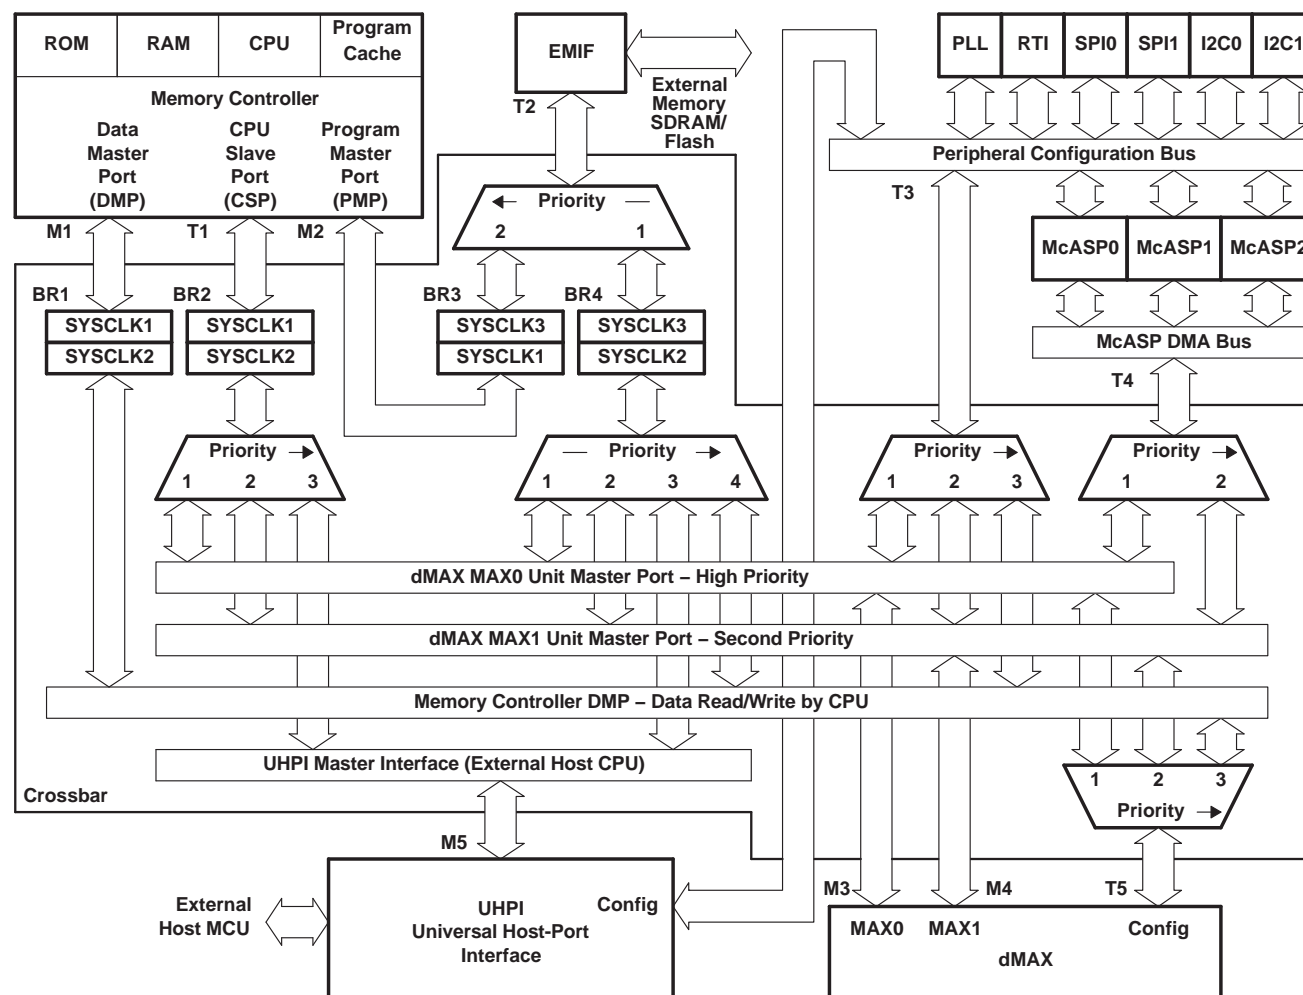 ROM
RAM
CPU
Program
Cache
Memory Controller
Data
Master
Port
(DMP)
CPU
Slave
Port
(CSP)
Program
Master
Port
(PMP)
EMIF
External
Memory
SDRAM/
Flash
PLL
RTI
SPI0
SPI1
I2C0
I2C1
Peripheral Configuration Bus
M1
T1
M2
T2
T3
Priority
2
1
McASP0
McASP1
McASP2
McASP DMA Bus
T4
BR1
SYSCLK1
SYSCLK2
BR2
SYSCLK1
SYSCLK2
BR3
SYSCLK3
SYSCLK1
BR4
SYSCLK3
SYSCLK2
Priority
1
2
3
Priority
1
2
3
4
Priority
1
2
3
Priority
1
2
dMAX MAX0 Unit Master Port – High Priority
dMAX MAX1 Unit Master Port – Second Priority
Memory Controller DMP – Data Read/Write by CPU
UHPI Master Interface (External Host CPU)
1
2
3
Priority
Crossbar
M5
M3
M4
T5
External
Host MCU
UHPI
Universal Host-Port
Interface
Config
MAX0
MAX1
Config
dMAX